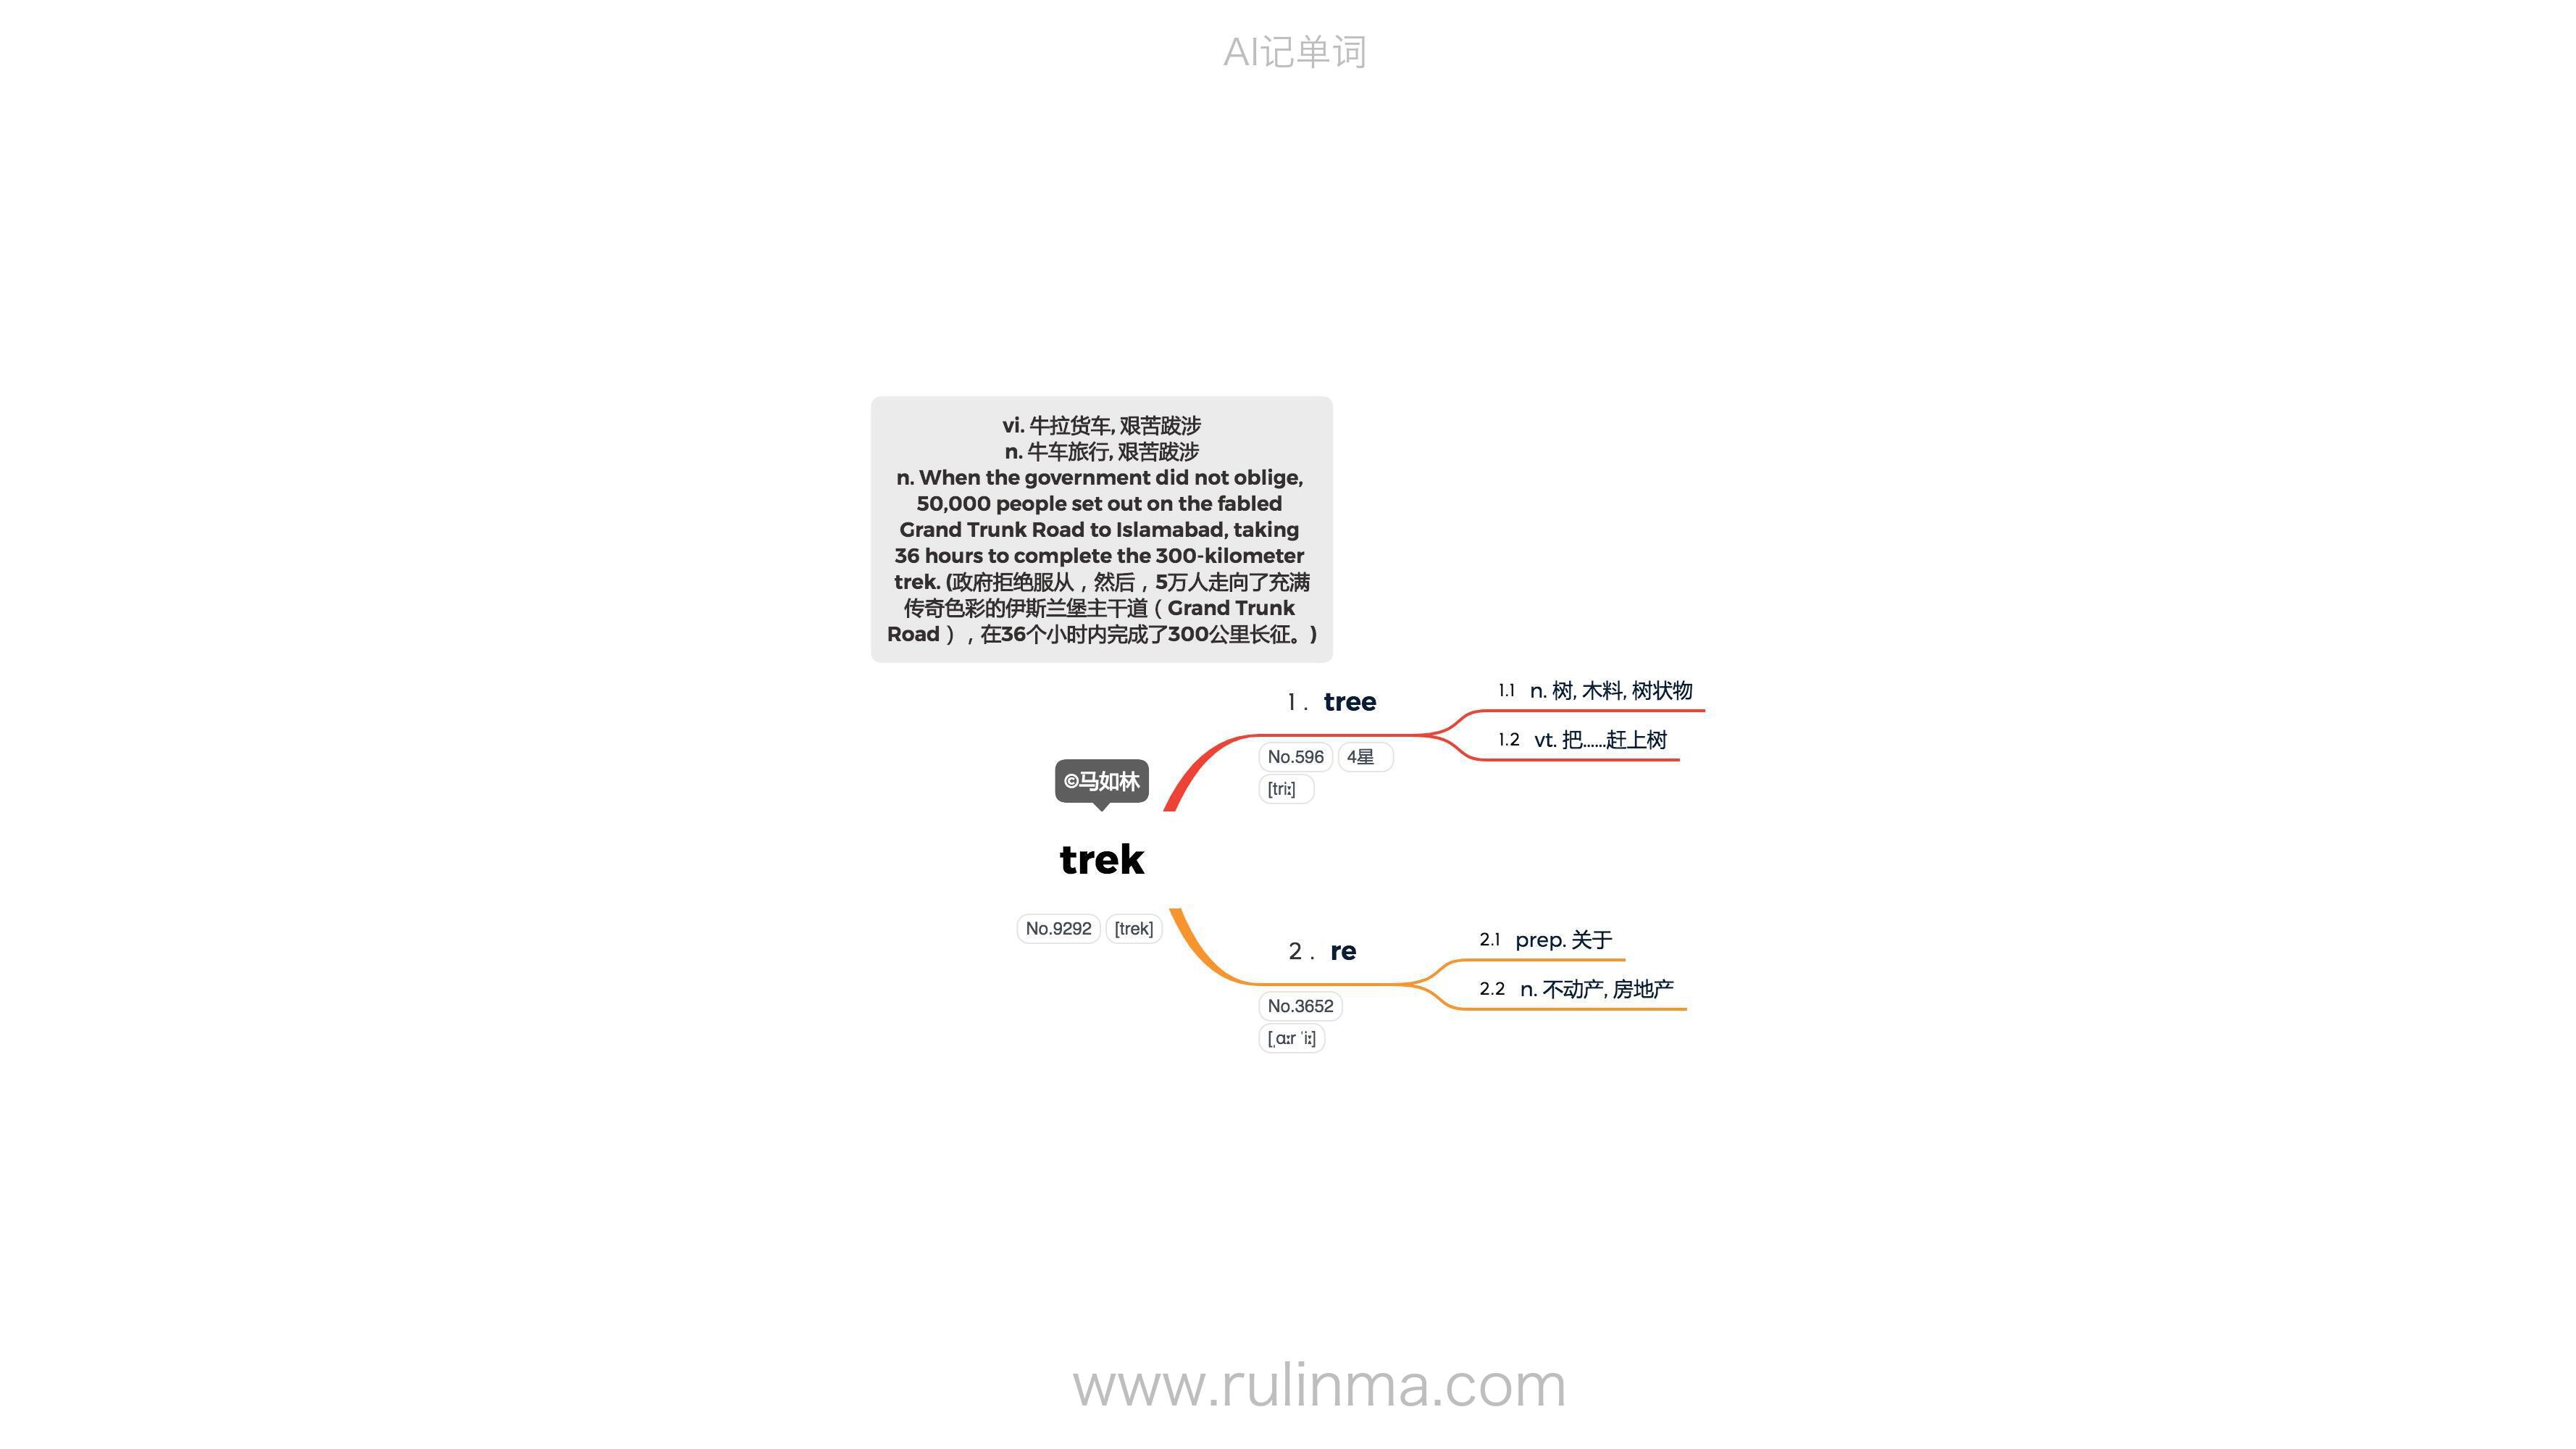 AI记单词
vi. 牛拉货车, 艰苦跋涉
n. 牛车旅行, 艰苦跋涉
n. When the government did not oblige,
50,000 people set out on the fabled
Grand Trunk Road to Islamabad, taking
36 hours to complete the 300-kilometer
trek. (政府拒绝服从，然后，5万人走向了充满
传奇色彩的伊斯兰堡主干道（Grand Trunk
Road），在36个小时内完成了300公里长征。)
©马如林
trek
No.9292 [trek]
1. tree
No.596 4星
[triː]
1.1 n. 树, 木料, 树状物
1.2 vt. 把……赶上树
2. re
No.3652
[ˌɑːr ˈiː]
2.1 prep. 关于
2.2 n. 不动产, 房地产
www.rulinma.com